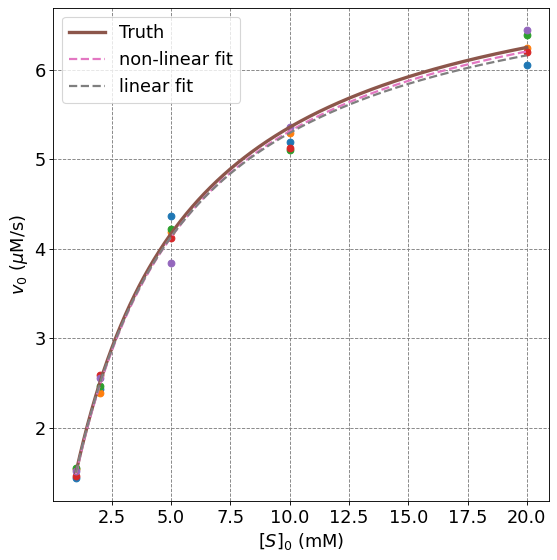 Truth
non-linear fit
linear fit
6
5
4
3
2
v₀ (μM/s)
2.5 5.0 7.5 10.0 12.5 15.0 17.5 20.0
[S]₀ (mM)